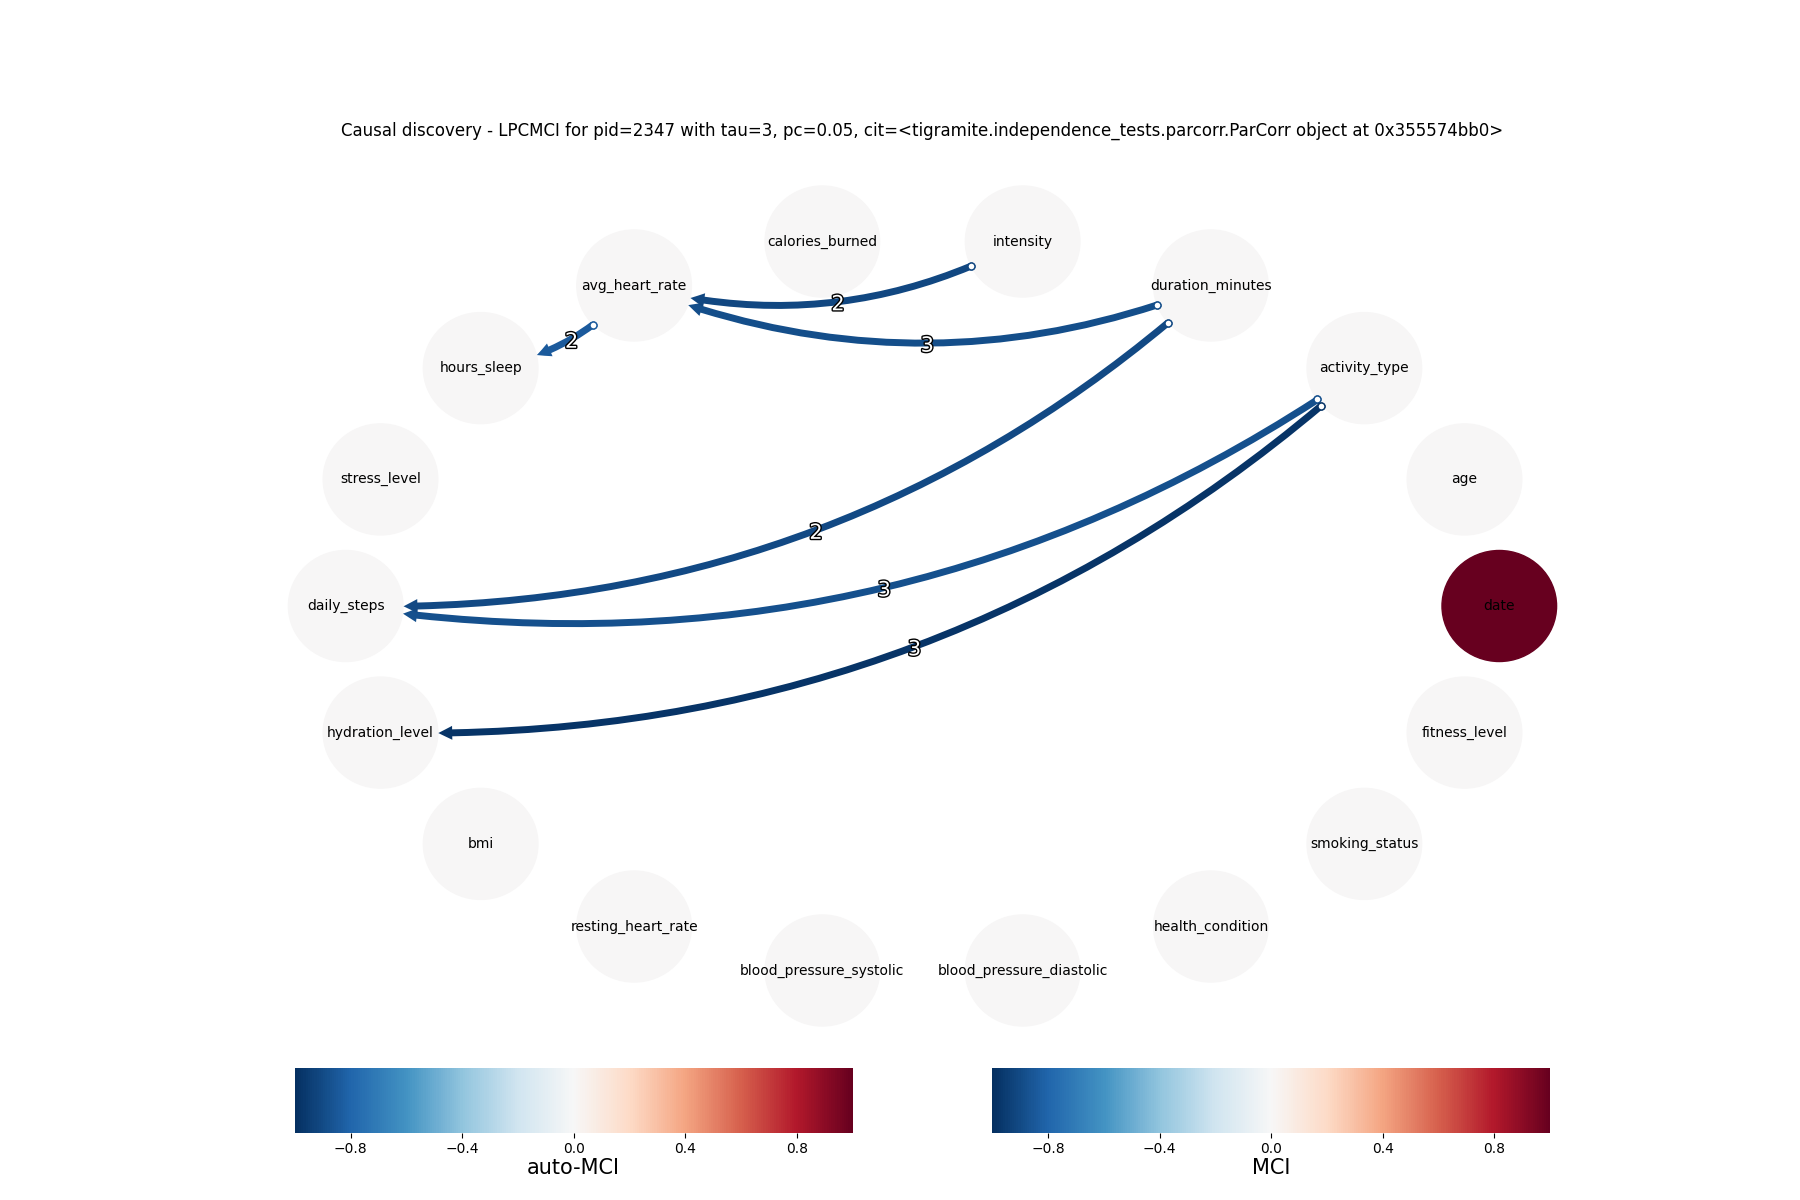 Causal discovery - LPCMCI for pid=2347 with tau=3, pc=0.05, cit=<tigramite.independence_tests.parcorr.ParCorr object at 0x355574bb0>
calories_burned
intensity
avg_heart_rate
duration_minutes
2
3
2
hours_sleep
activity_type
stress_level
age
2
3
daily_steps
date
3
hydration_level
fitness_level
bmi
smoking_status
resting_heart_rate
health_condition
blood_pressure_systolic
blood_pressure_diastolic
−0.8 −0.4 0.0 0.4 0.8
auto-MCI
−0.8 −0.4 0.0 0.4 0.8
MCI